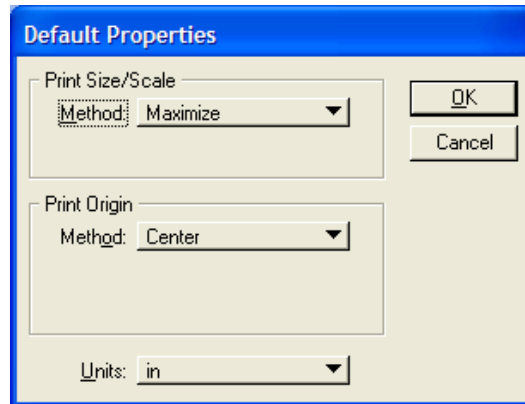 Default Properties
Print Size/Scale
Method: Maximize
OK
Cancel
Print Origin
Method: Center
Units: in